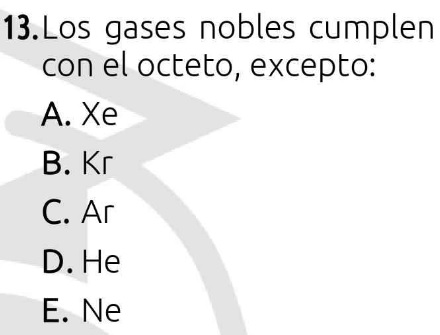 13. Los gases nobles cumplen
con el octeto, excepto:
A. Xe
B. Kr
C. Ar
D. He
E. Ne